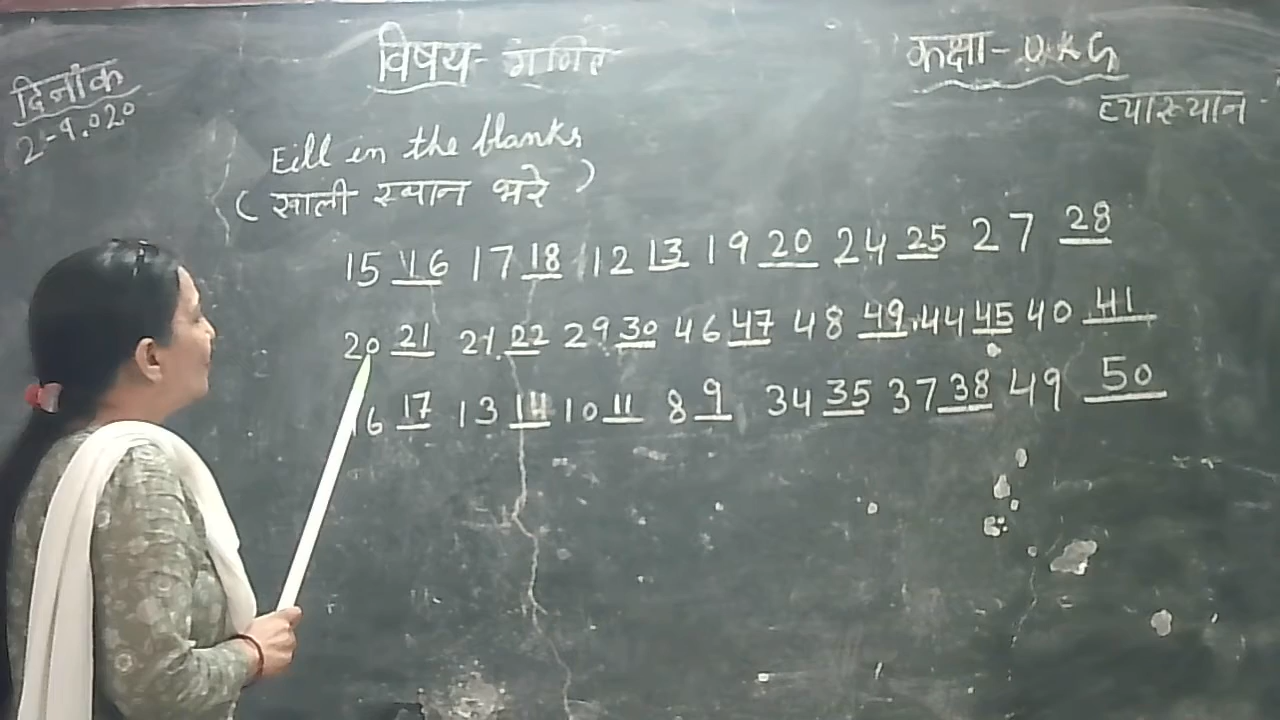 विषय- गणित
कक्षा- U.K.G
दिनांक
2-9.020
व्याख्यान -
Fill in the blanks
( खाली स्थान भरे )
15 16 17 18 12 13 19 20 24 25 27 28
20 21 21 22 29 30 46 47 48 49 44 45 40 41
16 17 13 14 10 11 8 9 34 35 37 38 49 50